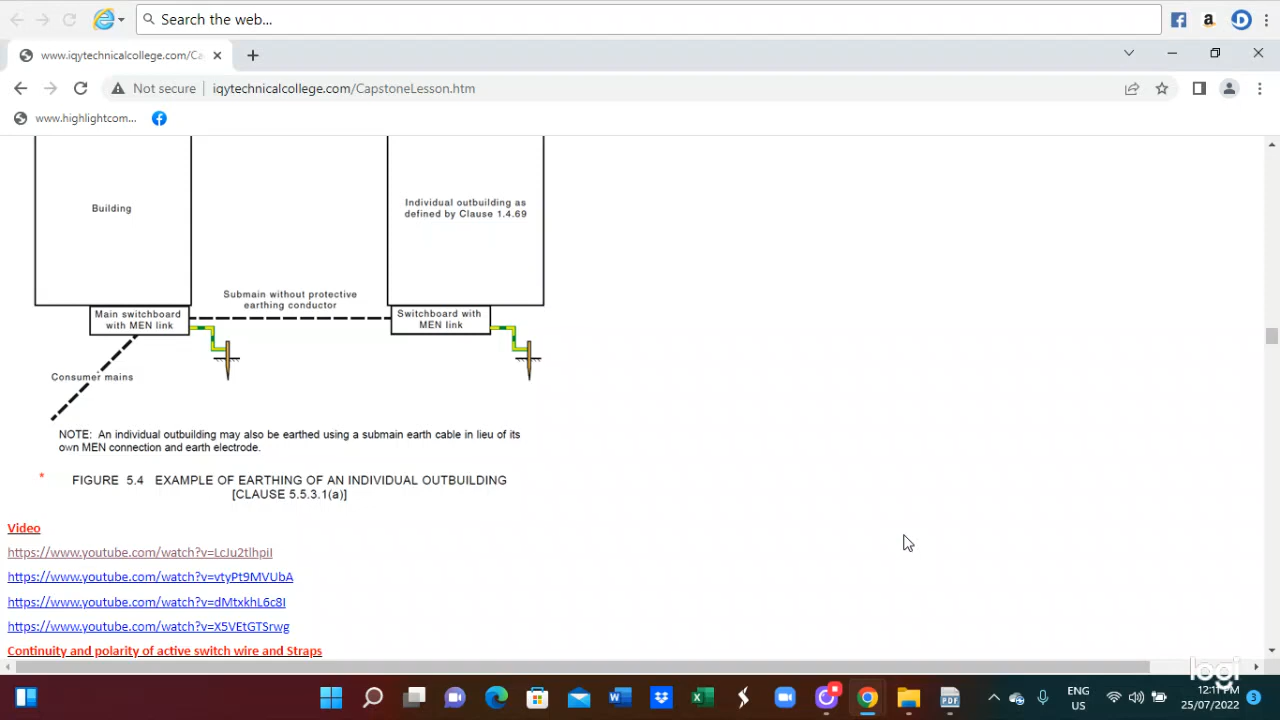 Search the web...
www.iqytechnicalcollege.com/Ca
Not secure
iqytechnicalcollege.com/CapstoneLesson.htm
www.highlightcom...
Building
Individual outbuilding as
defined by Clause 1.4.69
Submain without protective
earthing conductor
Main switchboard
with MEN link
Switchboard with
MEN link
Consumer mains
NOTE: An individual outbuilding may also be earthed using a submain earth cable in lieu of its
own MEN connection and earth electrode.
* FIGURE 5.4 EXAMPLE OF EARTHING OF AN INDIVIDUAL OUTBUILDING
[CLAUSE 5.5.3.1(a)]
Video
https://www.youtube.com/watch?v=LcJu2tlhpiI
https://www.youtube.com/watch?v=vtyPt9MVUbA
https://www.youtube.com/watch?v=dMtxkhL6c8I
https://www.youtube.com/watch?v=X5VEtGTSrwg
Continuity and polarity of active switch wire and Straps
logi
ENG
QE
12:11 PM
25/07/2022
3